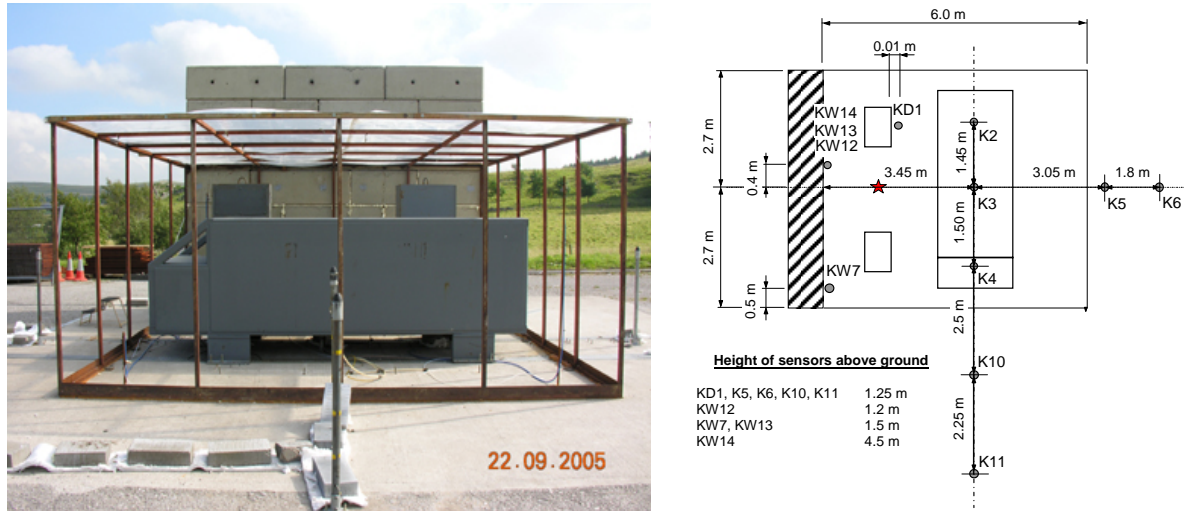 22.09.2005
6.0 m
0.01 m
KW14
KD1
KW13
KW12
K2
2.7 m
1.45 m
0.4 m
3.45 m
3.05 m
1.8 m
K3
K5
K6
1.50 m
2.7 m
KW7
K4
0.5 m
2.5 m
Height of sensors above ground
KD1, K5, K6, K10, K11 1.25 m
KW12 1.2 m
KW7, KW13 1.5 m
KW14 4.5 m
K10
2.25 m
K11